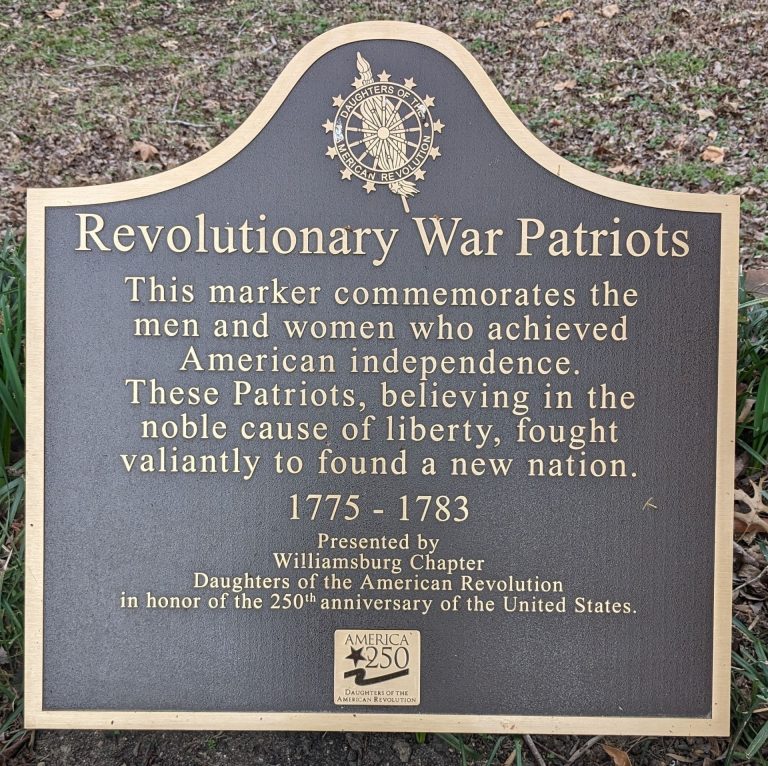 DAUGHTERS OF THE
AMERICAN REVOLUTION
Revolutionary War Patriots
This marker commemorates the
men and women who achieved
American independence.
These Patriots, believing in the
noble cause of liberty, fought
valiantly to found a new nation.
1775 - 1783
Presented by
Williamsburg Chapter
Daughters of the American Revolution
in honor of the 250th anniversary of the United States.
AMERICA
250
DAUGHTERS OF THE
AMERICAN REVOLUTION